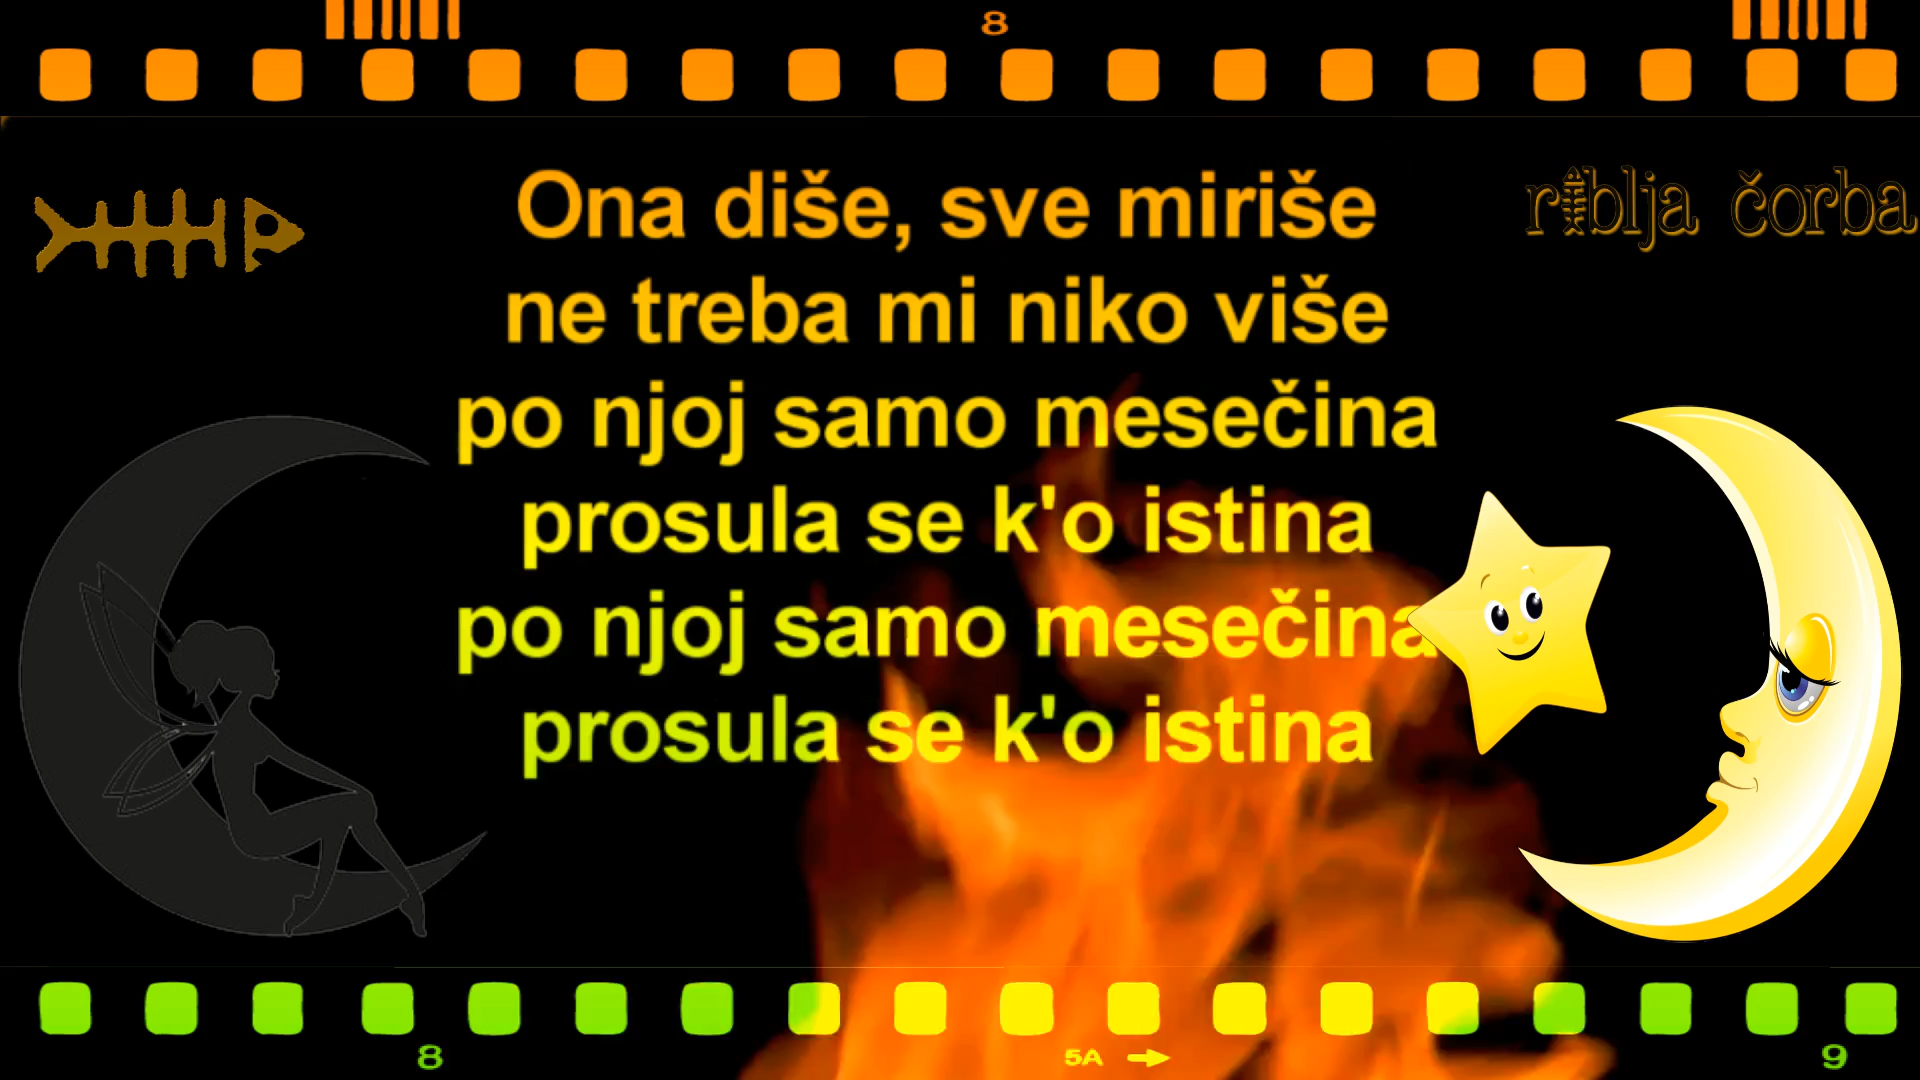 8
riblja čorba
Ona diše, sve miriše
ne treba mi niko više
po njoj samo mesečina
prosula se k'o istina
po njoj samo mesečina
prosula se k'o istina
8 5A 9